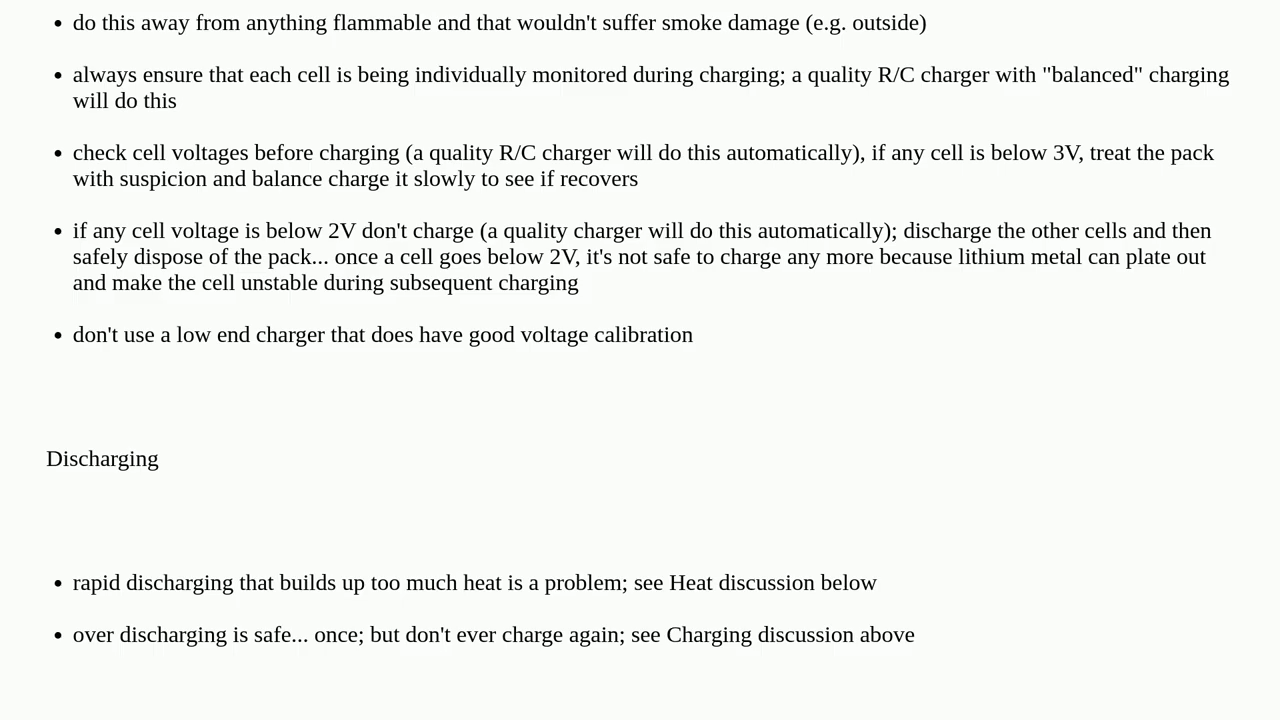 • do this away from anything flammable and that wouldn't suffer smoke damage (e.g. outside)
• always ensure that each cell is being individually monitored during charging; a quality R/C charger with "balanced" charging
will do this
• check cell voltages before charging (a quality R/C charger will do this automatically), if any cell is below 3V, treat the pack
with suspicion and balance charge it slowly to see if recovers
• if any cell voltage is below 2V don't charge (a quality charger will do this automatically); discharge the other cells and then
safely dispose of the pack... once a cell goes below 2V, it's not safe to charge any more because lithium metal can plate out
and make the cell unstable during subsequent charging
• don't use a low end charger that does have good voltage calibration
Discharging
• rapid discharging that builds up too much heat is a problem; see Heat discussion below
• over discharging is safe... once; but don't ever charge again; see Charging discussion above